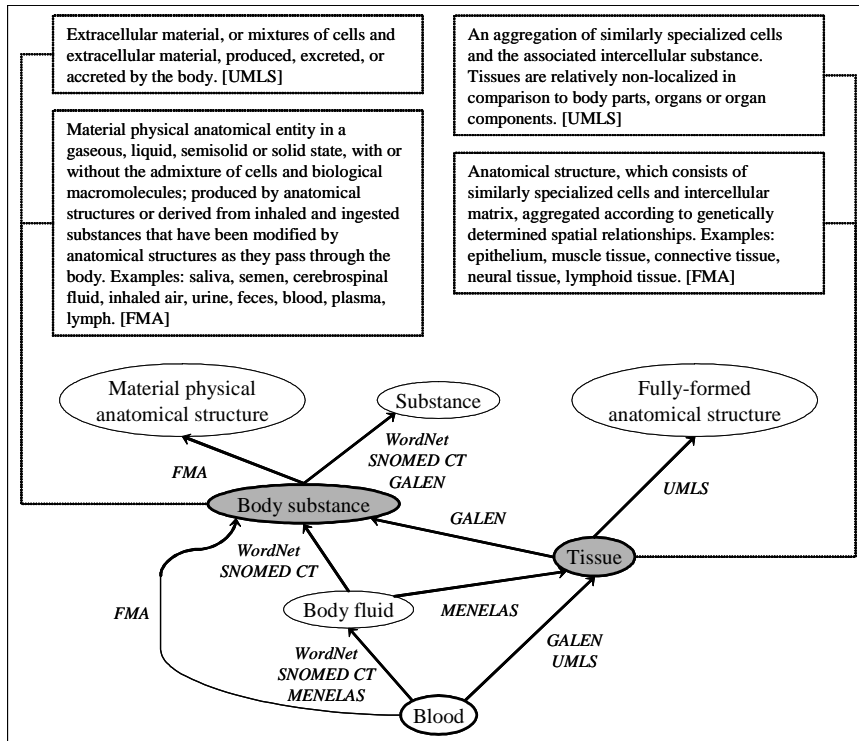 Extracellular material, or mixtures of cells and
extracellular material, produced, excreted, or
accreted by the body. [UMLS]
Material physical anatomical entity in a
gaseous, liquid, semisolid or solid state, with or
without the admixture of cells and biological
macromolecules; produced by anatomical
structures or derived from inhaled and ingested
substances that have been modified by
anatomical structures as they pass through the
body. Examples: saliva, semen, cerebrospinal
fluid, inhaled air, urine, feces, blood, plasma,
lymph. [FMA]
An aggregation of similarly specialized cells
and the associated intercellular substance.
Tissues are relatively non-localized in
comparison to body parts, organs or organ
components. [UMLS]
Anatomical structure, which consists of
similarly specialized cells and intercellular
matrix, aggregated according to genetically
determined spatial relationships. Examples:
epithelium, muscle tissue, connective tissue,
neural tissue, lymphoid tissue. [FMA]
Material physical
anatomical structure
Substance
Fully-formed
anatomical structure
FMA
WordNet
SNOMED CT
GALEN
UMLS
Body substance
GALEN
Tissue
WordNet
SNOMED CT
FMA
Body fluid
MENELAS
WordNet
SNOMED CT
MENELAS
GALEN
UMLS
Blood